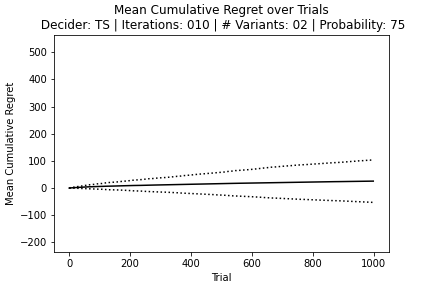 Mean Cumulative Regret over Trials
Decider: TS | Iterations: 010 | # Variants: 02 | Probability: 75
Mean Cumulative Regret
500
400
300
200
100
0
−100
−200
0 200 400 600 800 1000
Trial